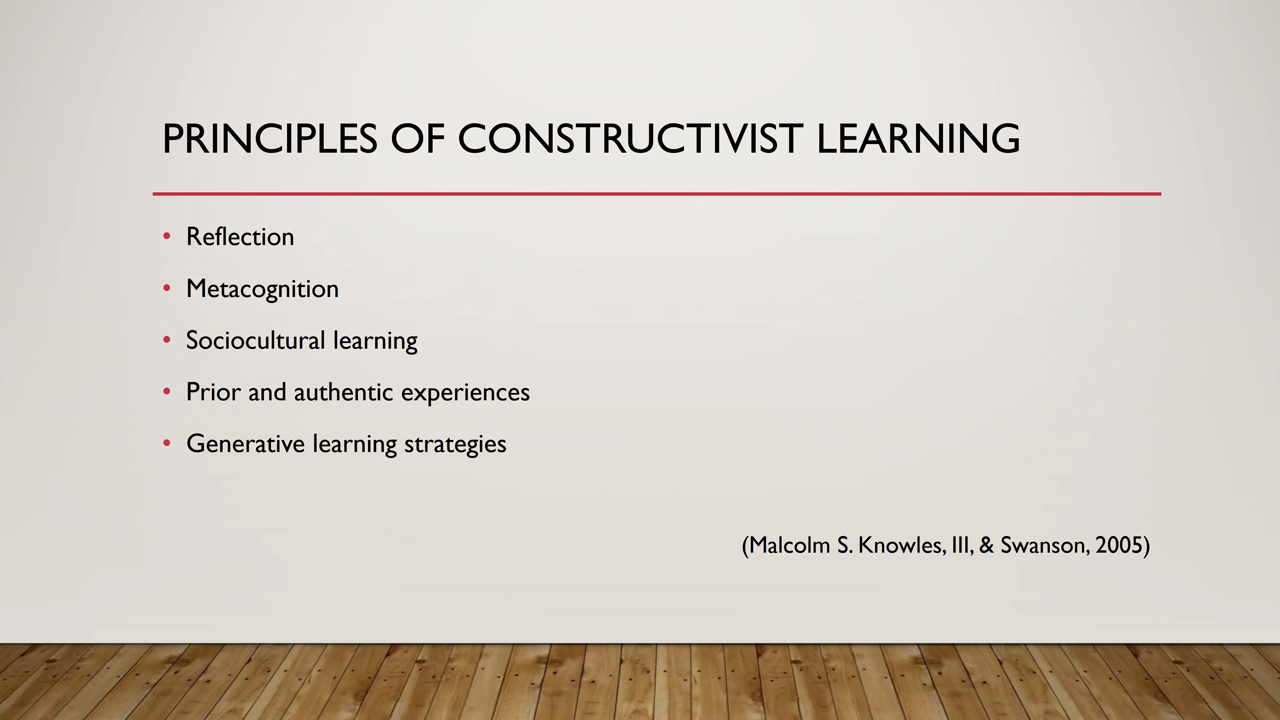 PRINCIPLES OF CONSTRUCTIVIST LEARNING
• Reflection
• Metacognition
• Sociocultural learning
• Prior and authentic experiences
• Generative learning strategies
(Malcolm S. Knowles, III, & Swanson, 2005)